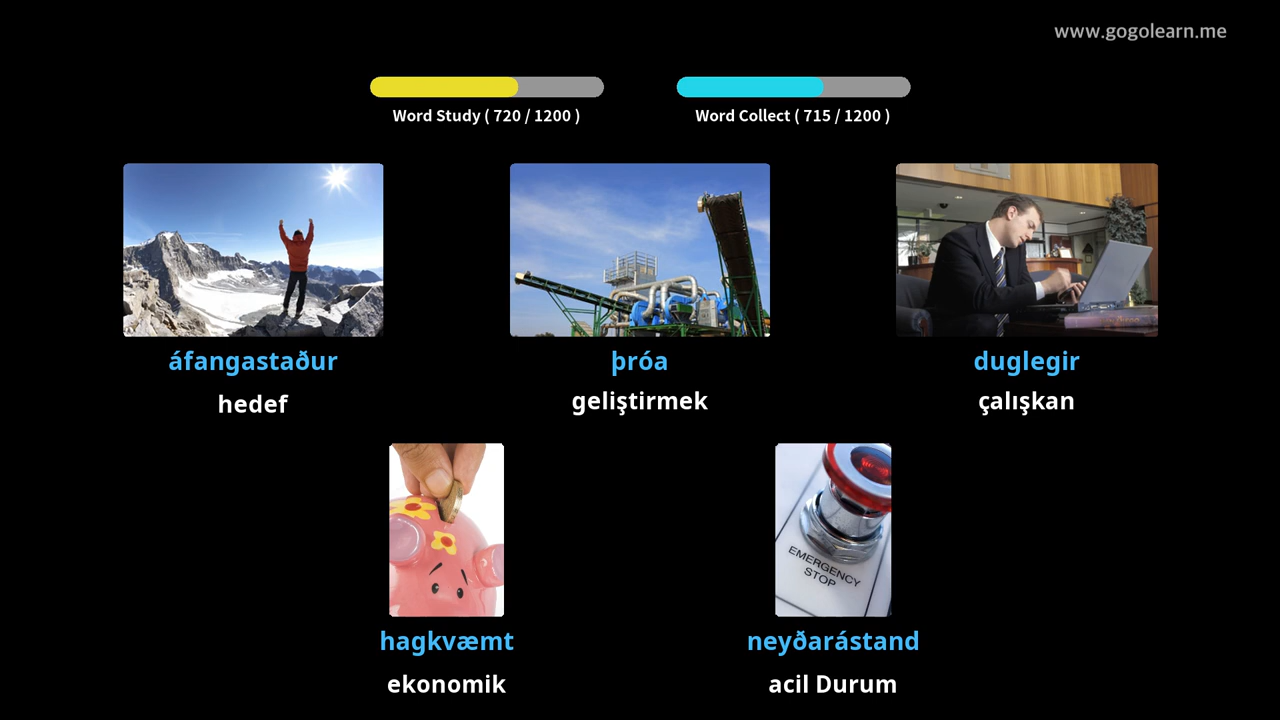 www.gogolearn.me
Word Study ( 720 / 1200 )
Word Collect ( 715 / 1200 )
áfangastaður
þróa
duglegir
hedef
geliştirmek
çalışkan
EMERGENCY
STOP
hagkvæmt
neyðarástand
ekonomik
acil Durum